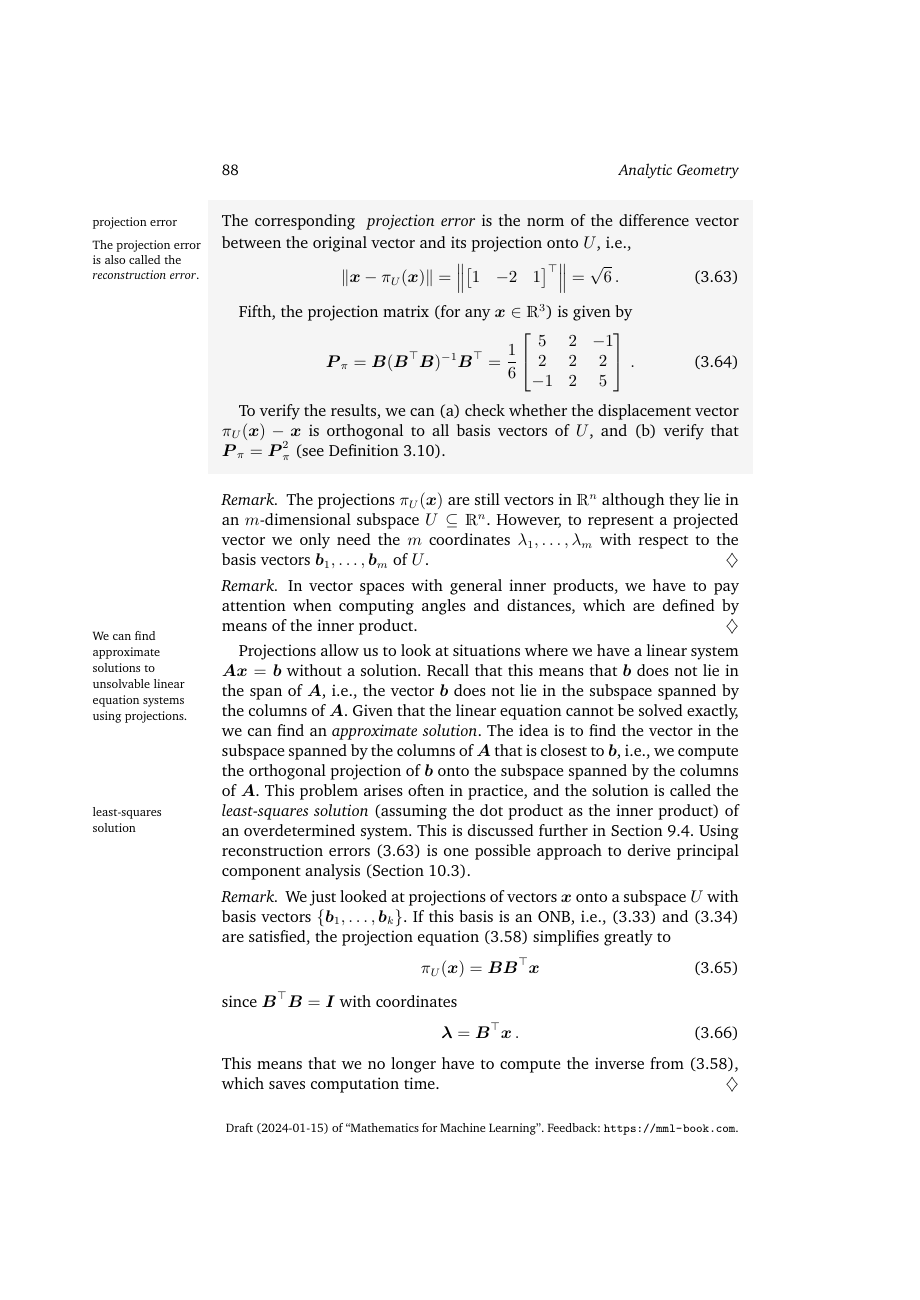 88 Analytic Geometry
projection error
The projection error
is also called the
reconstruction error.
The corresponding projection error is the norm of the difference vector
between the original vector and its projection onto U, i.e.,
‖x − π_U(x)‖ = ‖[1 −2 1]^⊤‖ = √6 . (3.63)
Fifth, the projection matrix (for any x ∈ ℝ³) is given by
P_π = B(B^⊤B)^{−1}B^⊤ = 1/6 [5 2 −1; 2 2 2; −1 2 5] . (3.64)
To verify the results, we can (a) check whether the displacement vector
π_U(x) − x is orthogonal to all basis vectors of U, and (b) verify that
P_π = P_π^2 (see Definition 3.10).
Remark. The projections π_U(x) are still vectors in ℝ^n although they lie in
an m-dimensional subspace U ⊆ ℝ^n. However, to represent a projected
vector we only need the m coordinates λ_1, . . . , λ_m with respect to the
basis vectors b_1, . . . , b_m of U. ♢
Remark. In vector spaces with general inner products, we have to pay
attention when computing angles and distances, which are defined by
means of the inner product. ♢
We can find
approximate
solutions to
unsolvable linear
equation systems
using projections.
Projections allow us to look at situations where we have a linear system
Ax = b without a solution. Recall that this means that b does not lie in
the span of A, i.e., the vector b does not lie in the subspace spanned by
the columns of A. Given that the linear equation cannot be solved exactly,
we can find an approximate solution. The idea is to find the vector in the
subspace spanned by the columns of A that is closest to b, i.e., we compute
the orthogonal projection of b onto the subspace spanned by the columns
of A. This problem arises often in practice, and the solution is called the
least-squares
solution
least-squares solution (assuming the dot product as the inner product) of
an overdetermined system. This is discussed further in Section 9.4. Using
reconstruction errors (3.63) is one possible approach to derive principal
component analysis (Section 10.3).
Remark. We just looked at projections of vectors x onto a subspace U with
basis vectors {b_1, . . . , b_k}. If this basis is an ONB, i.e., (3.33) and (3.34)
are satisfied, the projection equation (3.58) simplifies greatly to
π_U(x) = BB^⊤x (3.65)
since B^⊤B = I with coordinates
λ = B^⊤x . (3.66)
This means that we no longer have to compute the inverse from (3.58),
which saves computation time. ♢
Draft (2024-01-15) of “Mathematics for Machine Learning”. Feedback: https://mml-book.com.